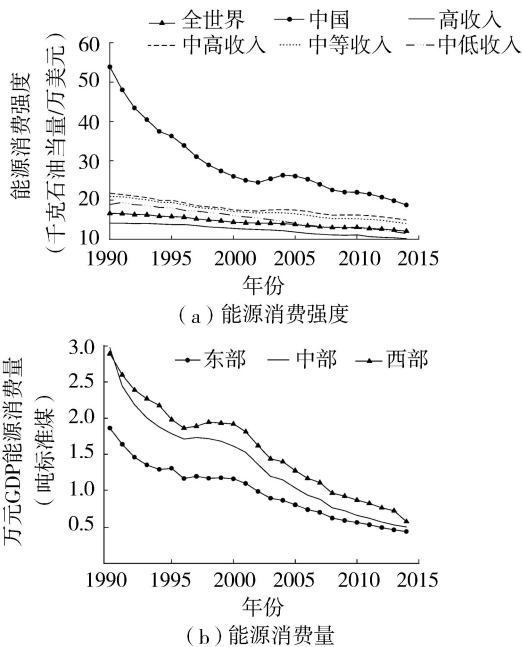 全世界 中国 高收入
中高收入 中等收入 中低收入
能源消费强度
(千克石油当量/万美元)
60
50
40
30
20
10
1990 1995 2000 2005 2010 2015
年份
(a)能源消费强度
东部 中部 西部
万元GDP能源消费量
(吨标准煤)
3.0
2.5
2.0
1.5
1.0
0.5
1990 1995 2000 2005 2010 2015
年份
(b)能源消费量